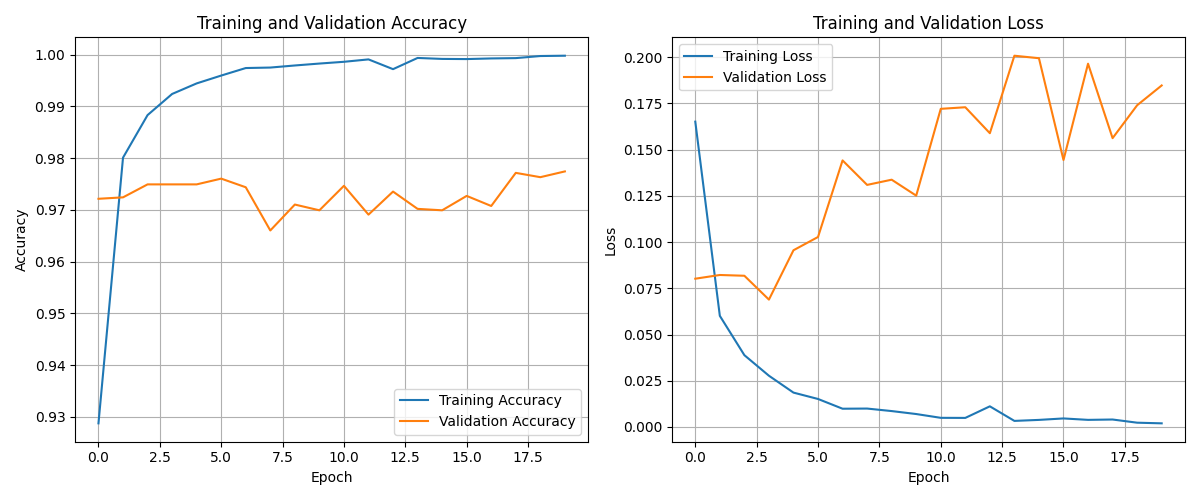 Training and Validation Accuracy
Accuracy
1.00
0.99
0.98
0.97
0.96
0.95
0.94
0.93
Training Accuracy
Validation Accuracy
0.0 2.5 5.0 7.5 10.0 12.5 15.0 17.5
Epoch
Training and Validation Loss
Loss
Training Loss
Validation Loss
0.200
0.175
0.150
0.125
0.100
0.075
0.050
0.025
0.000
0.0 2.5 5.0 7.5 10.0 12.5 15.0 17.5
Epoch